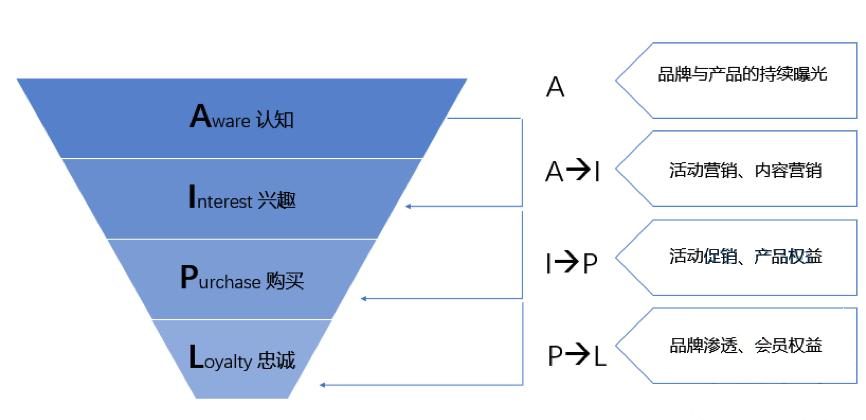 Aware 认知
Interest 兴趣
Purchase 购买
Loyalty 忠诚
A
品牌与产品的持续曝光
A→I
活动营销、内容营销
I→P
活动促销、产品权益
P→L
品牌渗透、会员权益